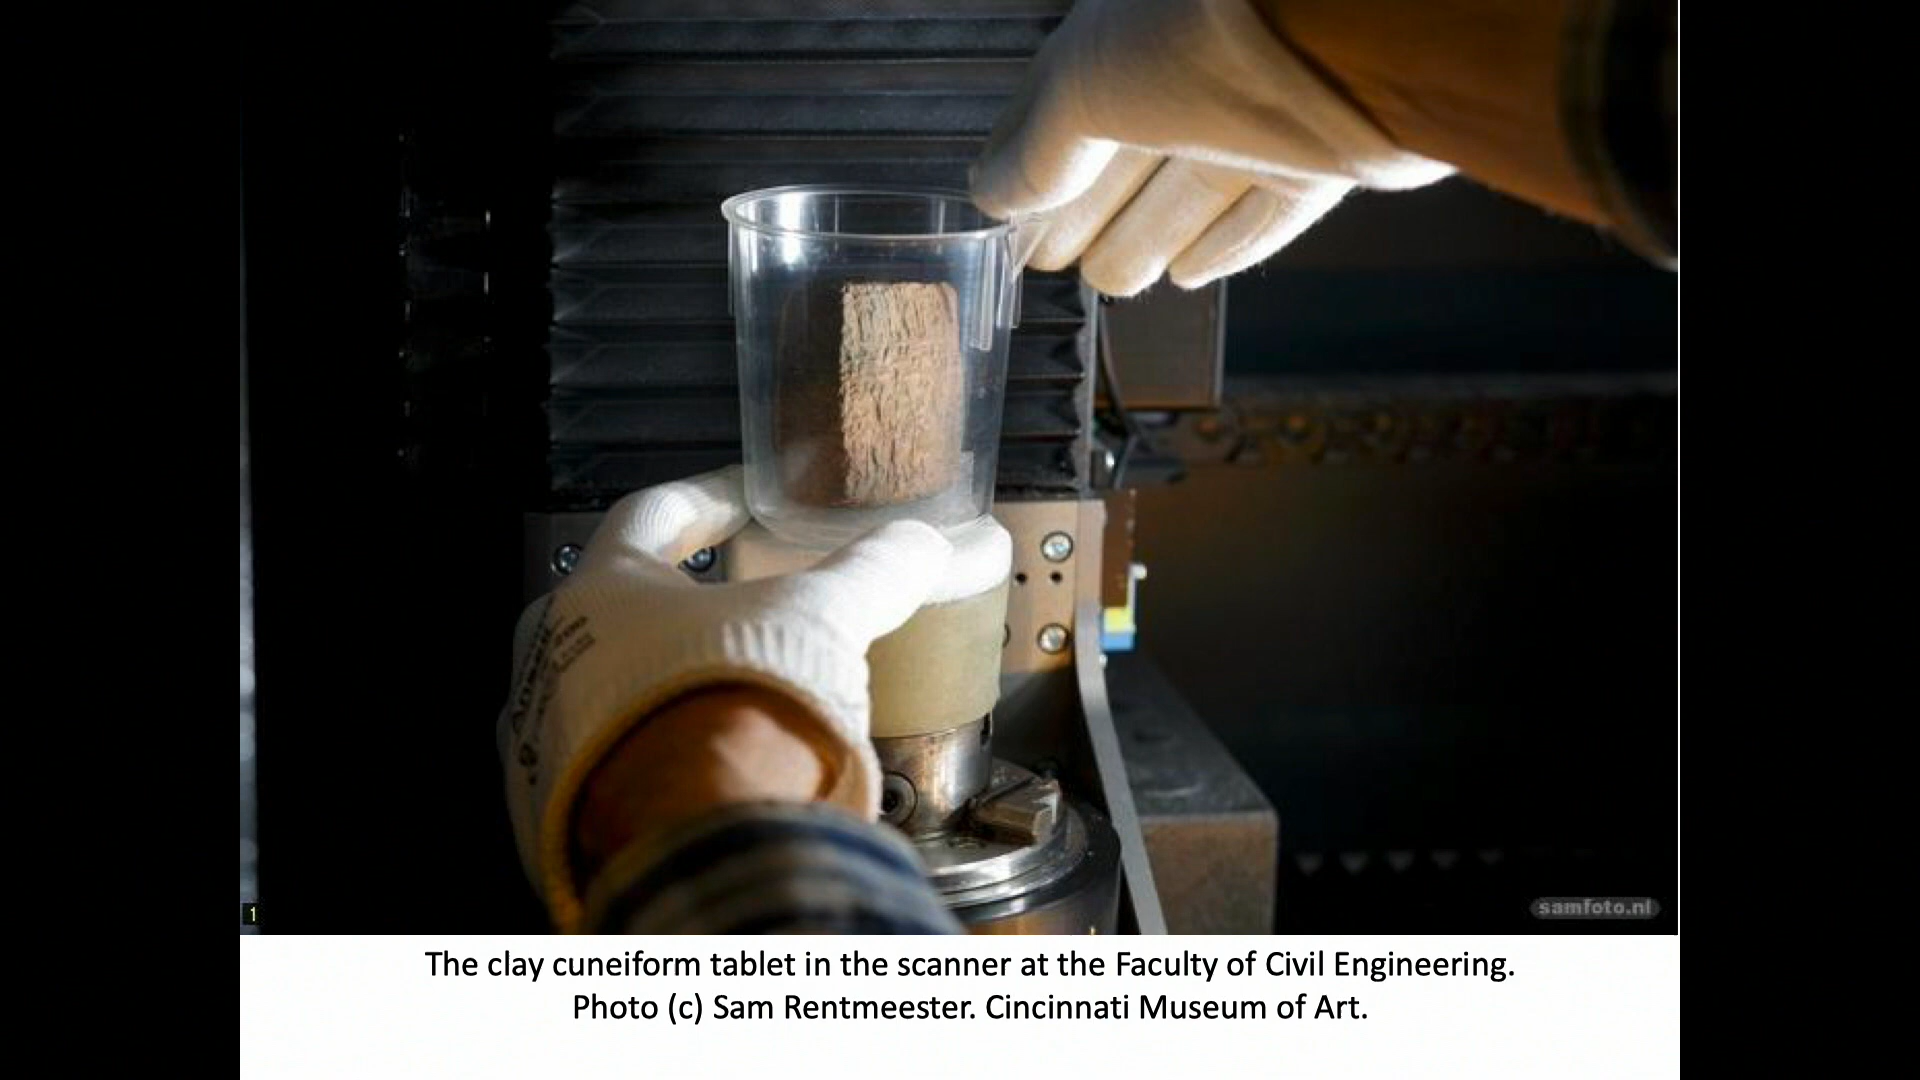 Ansell
1
samfoto.nl
The clay cuneiform tablet in the scanner at the Faculty of Civil Engineering.
Photo (c) Sam Rentmeester. Cincinnati Museum of Art.